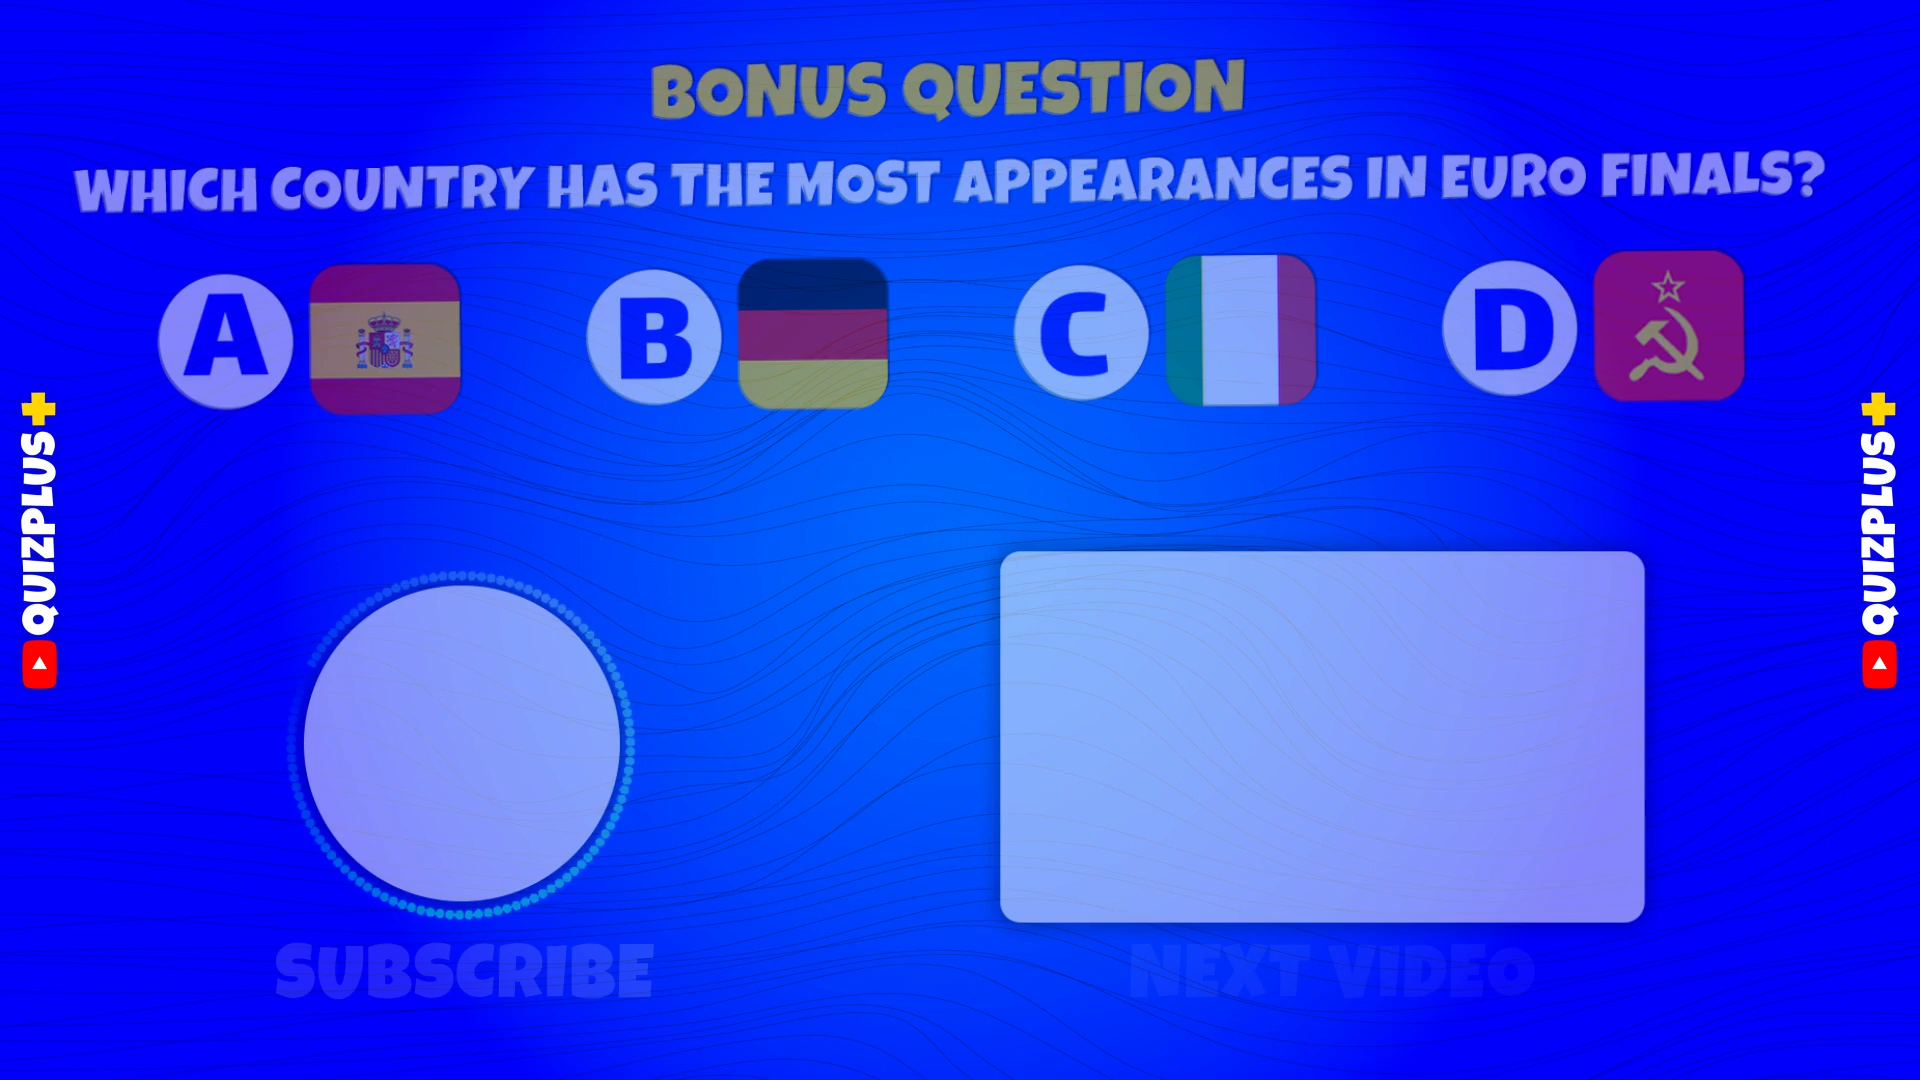 BONUS QUESTION
WHICH COUNTRY HAS THE MOST APPEARANCES IN EURO FINALS?
A
B
C
D
QUIZPLUS+
QUIZPLUS+
SUBSCRIBE
NEXT VIDEO